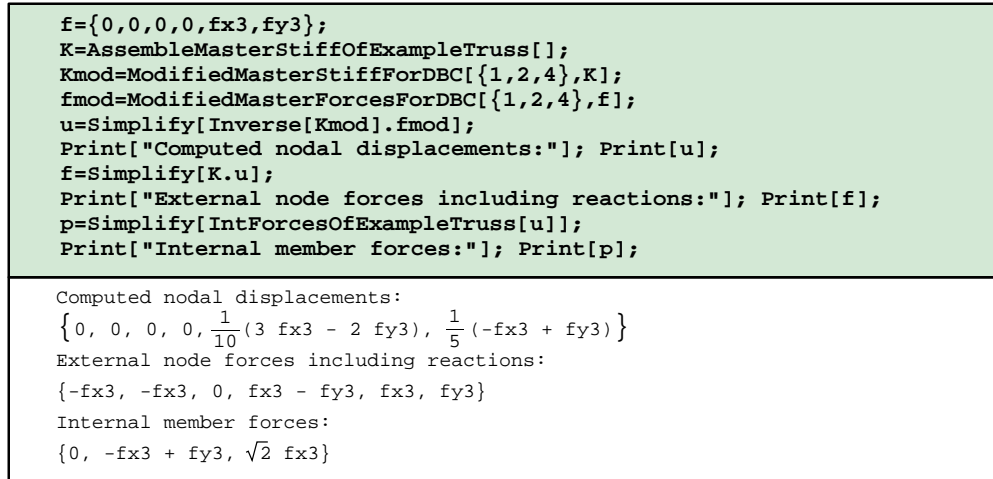 f={0,0,0,0,fx3,fy3};
K=AssembleMasterStiffOfExampleTruss[];
Kmod=ModifiedMasterStiffForDBC[{1,2,4},K];
fmod=ModifiedMasterForcesForDBC[{1,2,4},f];
u=Simplify[Inverse[Kmod].fmod];
Print["Computed nodal displacements:"]; Print[u];
f=Simplify[K.u];
Print["External node forces including reactions:"]; Print[f];
p=Simplify[IntForcesOfExampleTruss[u]];
Print["Internal member forces:"]; Print[p];
Computed nodal displacements:
{0, 0, 0, 0, 1/10 (3 fx3 - 2 fy3), 1/5 (-fx3 + fy3)}
External node forces including reactions:
{-fx3, -fx3, 0, fx3 - fy3, fx3, fy3}
Internal member forces:
{0, -fx3 + fy3, √2 fx3}